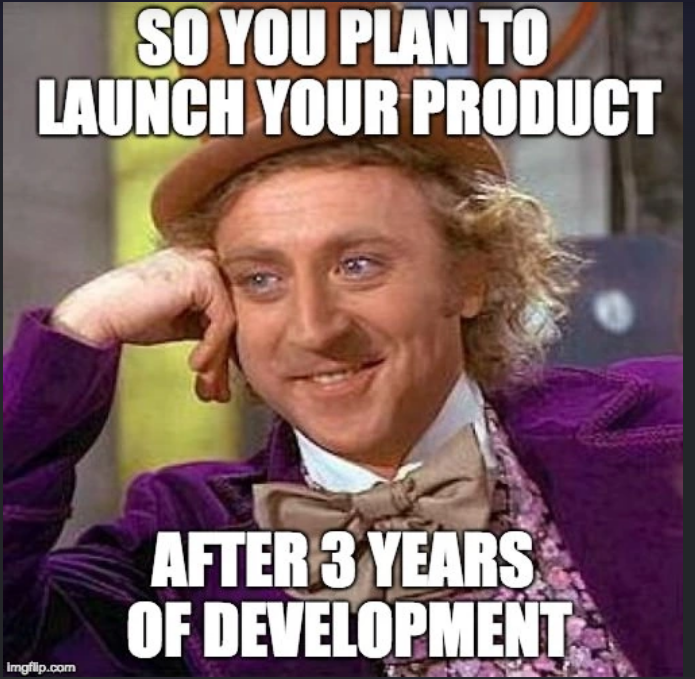 SO YOU PLAN TO
LAUNCH YOUR PRODUCT
AFTER 3 YEARS
OF DEVELOPMENT
imgflip.com